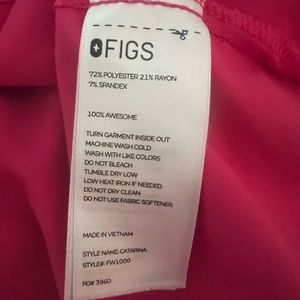 FIGS
72% POLYESTER 21% RAYON
7% SPANDEX
100% AWESOME
TURN GARMENT INSIDE OUT
MACHINE WASH COLD
WASH WITH LIKE COLORS
DO NOT BLEACH
TUMBLE DRY LOW
LOW HEAT IRON IF NEEDED
DO NOT DRY CLEAN
DO NOT USE FABRIC SOFTENER
MADE IN VIETNAM
STYLE NAME: CATARINA
STYLE#: FW1000
PO# 3960